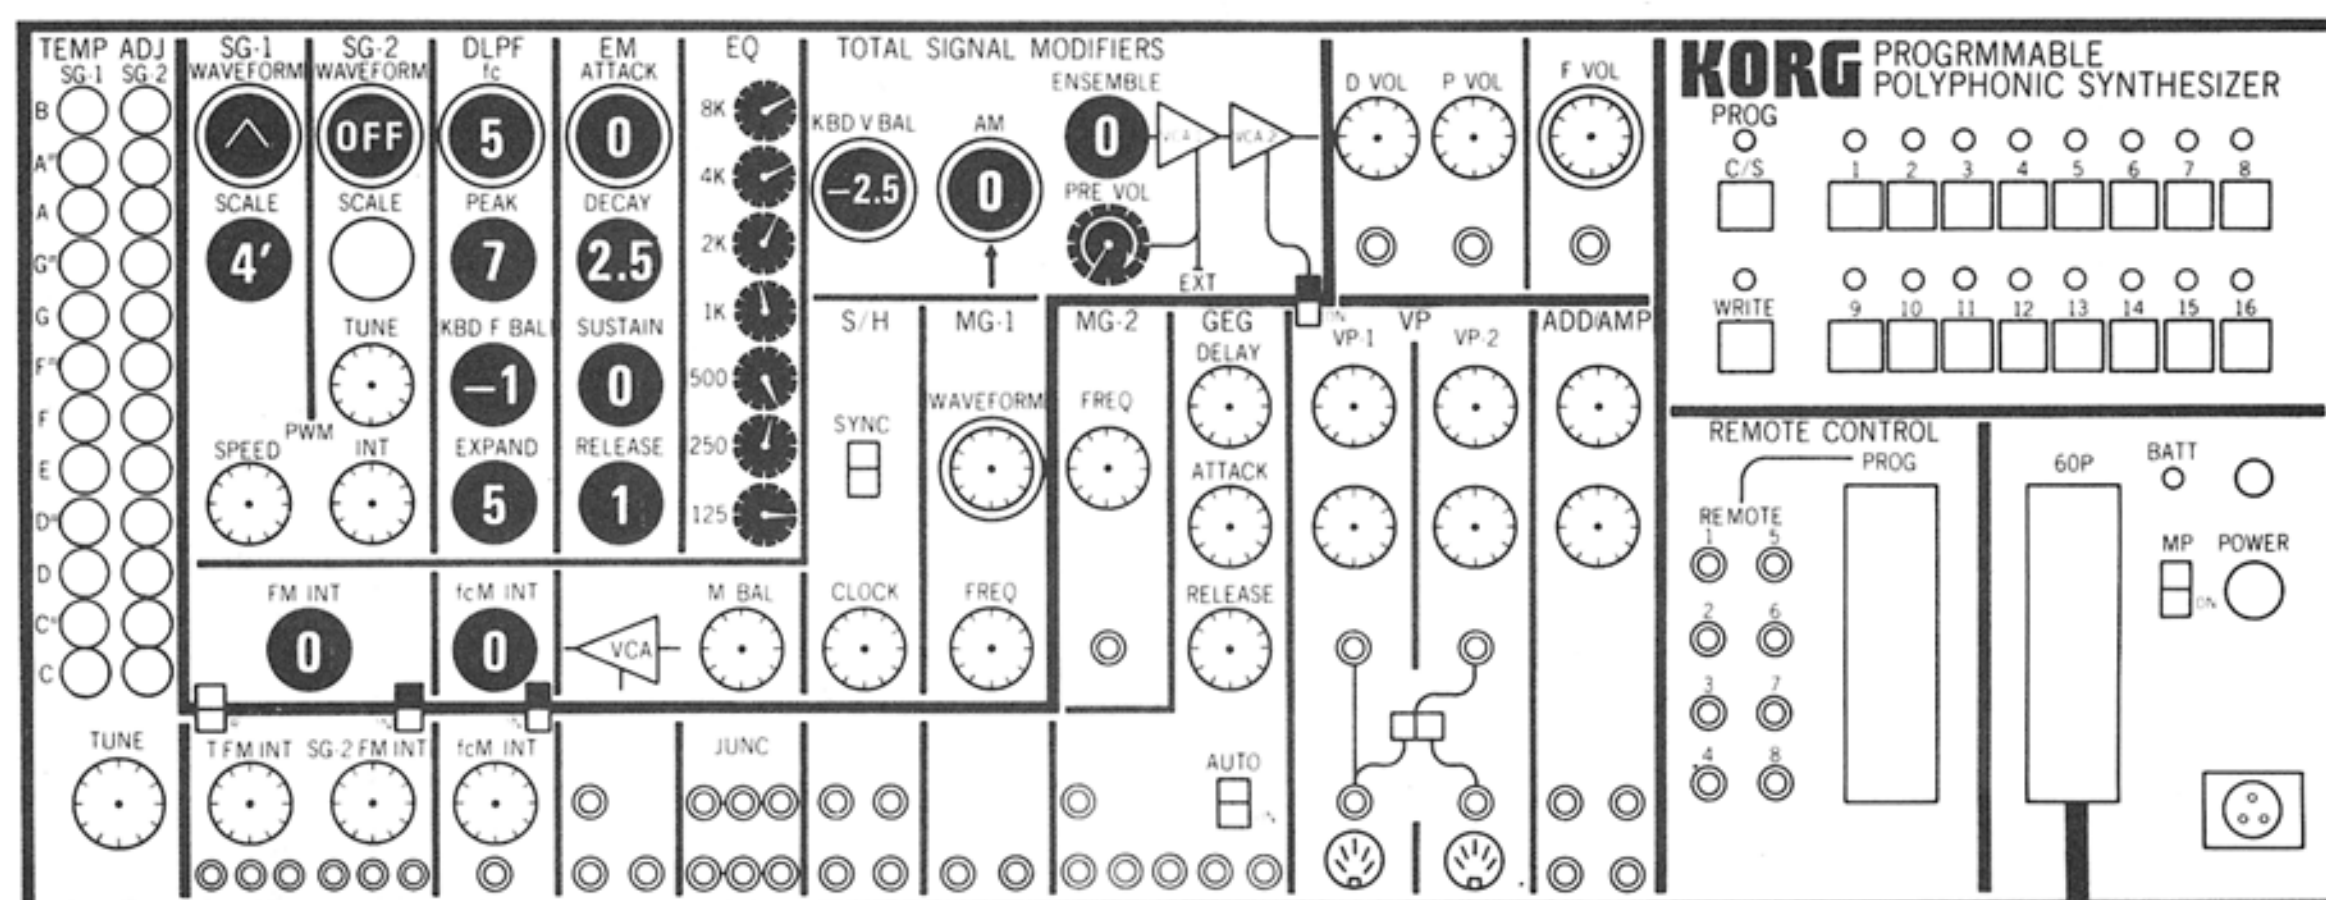 TEMP ADJ
SG-1 SG-2
B
A#
A
G#
G
F#
F
E
D#
D
C#
C
TUNE
SG-1
WAVEFORM
SCALE
4'
SPEED
SG-2
WAVEFORM
OFF
SCALE
TUNE
PWM
INT
DLPF
fc
5
PEAK
7
KBD F BAL
-1
EXPAND
5
EM
ATTACK
0
DECAY
2.5
SUSTAIN
0
RELEASE
1
EQ
8K
4K
2K
1K
500
250
125
FM INT
0
fcM INT
0
VCA
M BAL
T FM INT
SG-2 FM INT
fcM INT
JUNC
TOTAL SIGNAL MODIFIERS
KBD V BAL
-2.5
AM
0
ENSEMBLE
0
VCA 1
VCA 2
PRE VOL
EXT
ON
S/H
SYNC
CLOCK
MG-1
WAVEFORM
FREQ
MG-2
FREQ
GEG
DELAY
ATTACK
RELEASE
AUTO
D VOL
P VOL
F VOL
VP
VP-1
VP-2
ADD/AMP
KORG PROGRMMABLE
POLYPHONIC SYNTHESIZER
PROG
C/S
1 2 3 4 5 6 7 8
WRITE
9 10 11 12 13 14 15 16
REMOTE CONTROL
PROG
REMOTE
1 5
2 6
3 7
4 8
60P
BATT
MP
ON
POWER